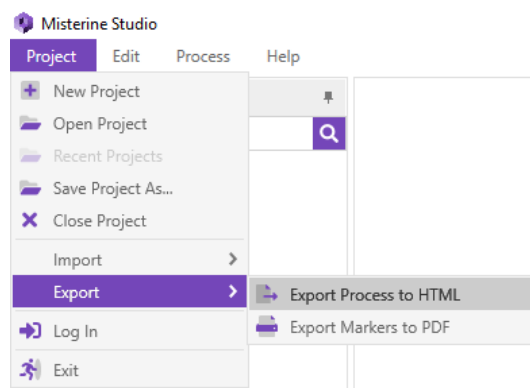 Misterine Studio
Project Edit Process Help
New Project
Open Project
Recent Projects
Save Project As...
Close Project
Import
Export
Export Process to HTML
Export Markers to PDF
Log In
Exit